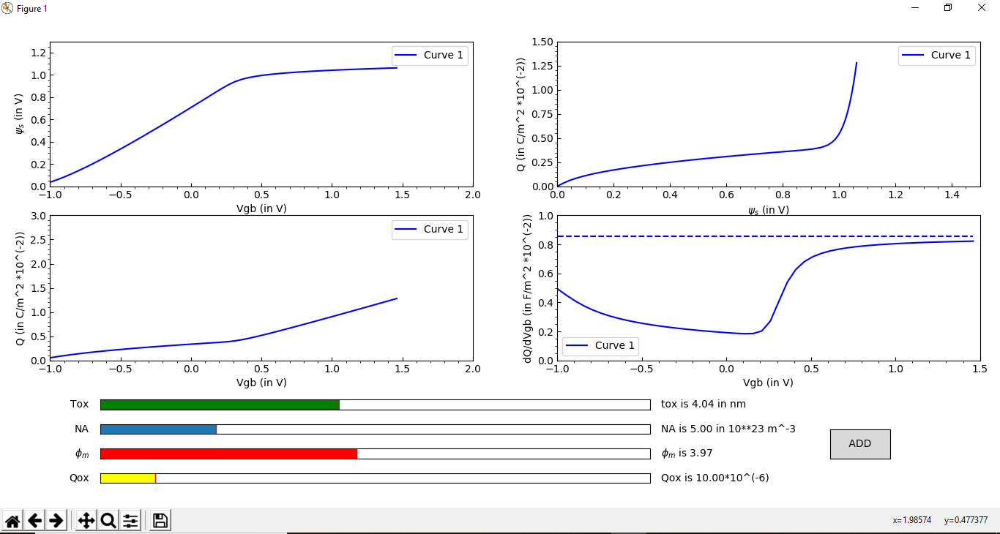 Figure 1
1.2
1.0
0.8
0.6
0.4
0.2
0.0
ψs (in V)
Curve 1
−1.0 −0.5 0.0 0.5 1.0 1.5 2.0
Vgb (in V)
1.50
1.25
1.00
0.75
0.50
0.25
0.00
Q (in C/m^2 *10^(-2))
Curve 1
0.0 0.2 0.4 0.6 0.8 1.0 1.2 1.4
ψs (in V)
3.0
2.5
2.0
1.5
1.0
0.5
0.0
Q (in C/m^2 *10^(-2))
Curve 1
−1.0 −0.5 0.0 0.5 1.0 1.5 2.0
Vgb (in V)
1.0
0.8
0.6
0.4
0.2
0.0
dQ/dVgb (in F/m^2 *10^(-2))
Curve 1
−1.0 −0.5 0.0 0.5 1.0 1.5
Vgb (in V)
Tox tox is 4.04 in nm
NA NA is 5.00 in 10**23 m^-3
ϕm ϕm is 3.97
Qox Qox is 10.00*10^(-6)
ADD
x=1.98574 y=0.477377